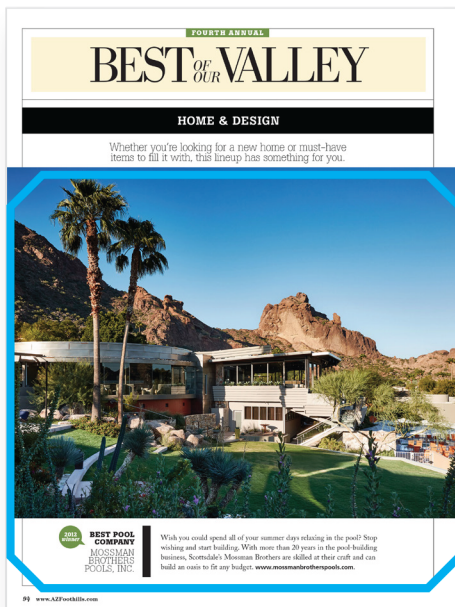 FOURTH ANNUAL
BEST OF OUR VALLEY
HOME & DESIGN
Whether you're looking for a new home or must-have
items to fill it with, this lineup has something for you.
2013
WINNER
BEST POOL
COMPANY
MOSSMAN
BROTHERS
POOLS, INC.
Wish you could spend all of your summer days relaxing in the pool? Stop
wishing and start building. With more than 20 years in the pool-building
business, Scottsdale's Mossman Brothers are skilled at their craft and can
build an oasis to fit any budget. www.mossmanbrotherspools.com.
94 www.AZFoothills.com